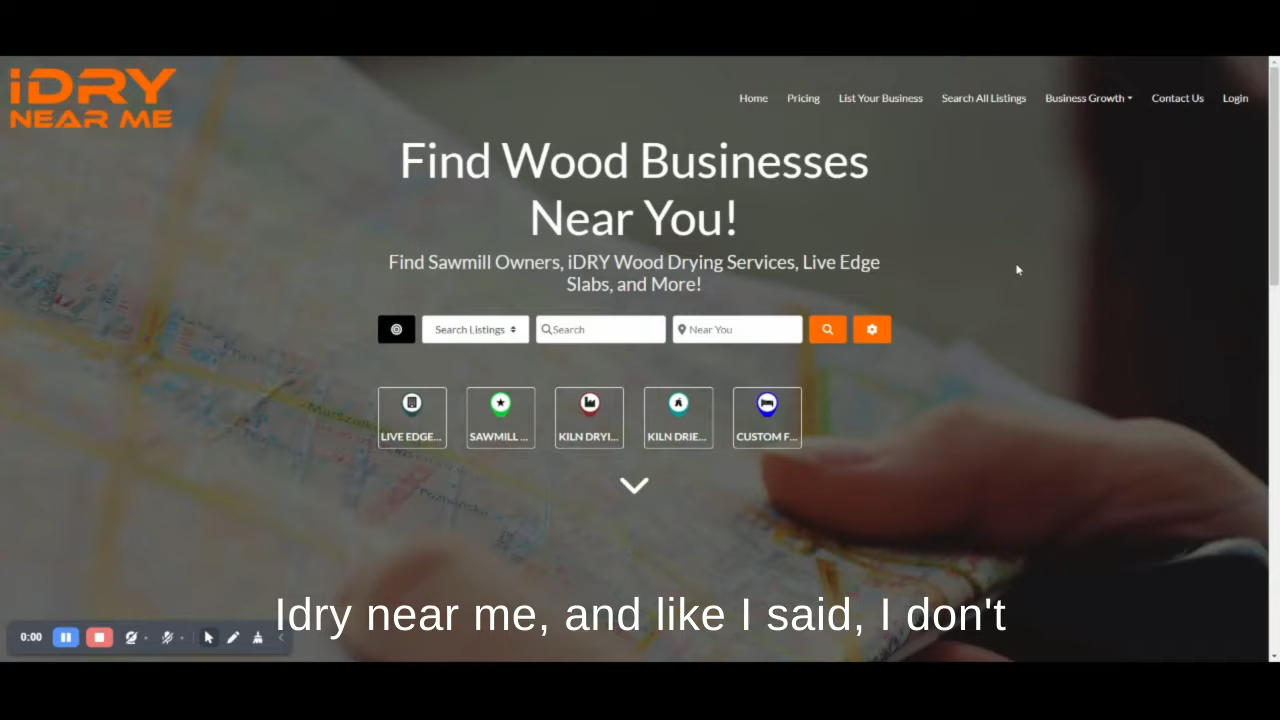 iDRY
NEAR ME
Home Pricing List Your Business Search All Listings Business Growth Contact Us Login
Find Wood Businesses
Near You!
Find Sawmill Owners, iDRY Wood Drying Services, Live Edge
Slabs, and More!
Search Listings Search Near You
LIVE EDGE... SAWMILL ... KILN DRYI... KILN DRIE... CUSTOM F...
Idry near me, and like I said, I don't
0:00